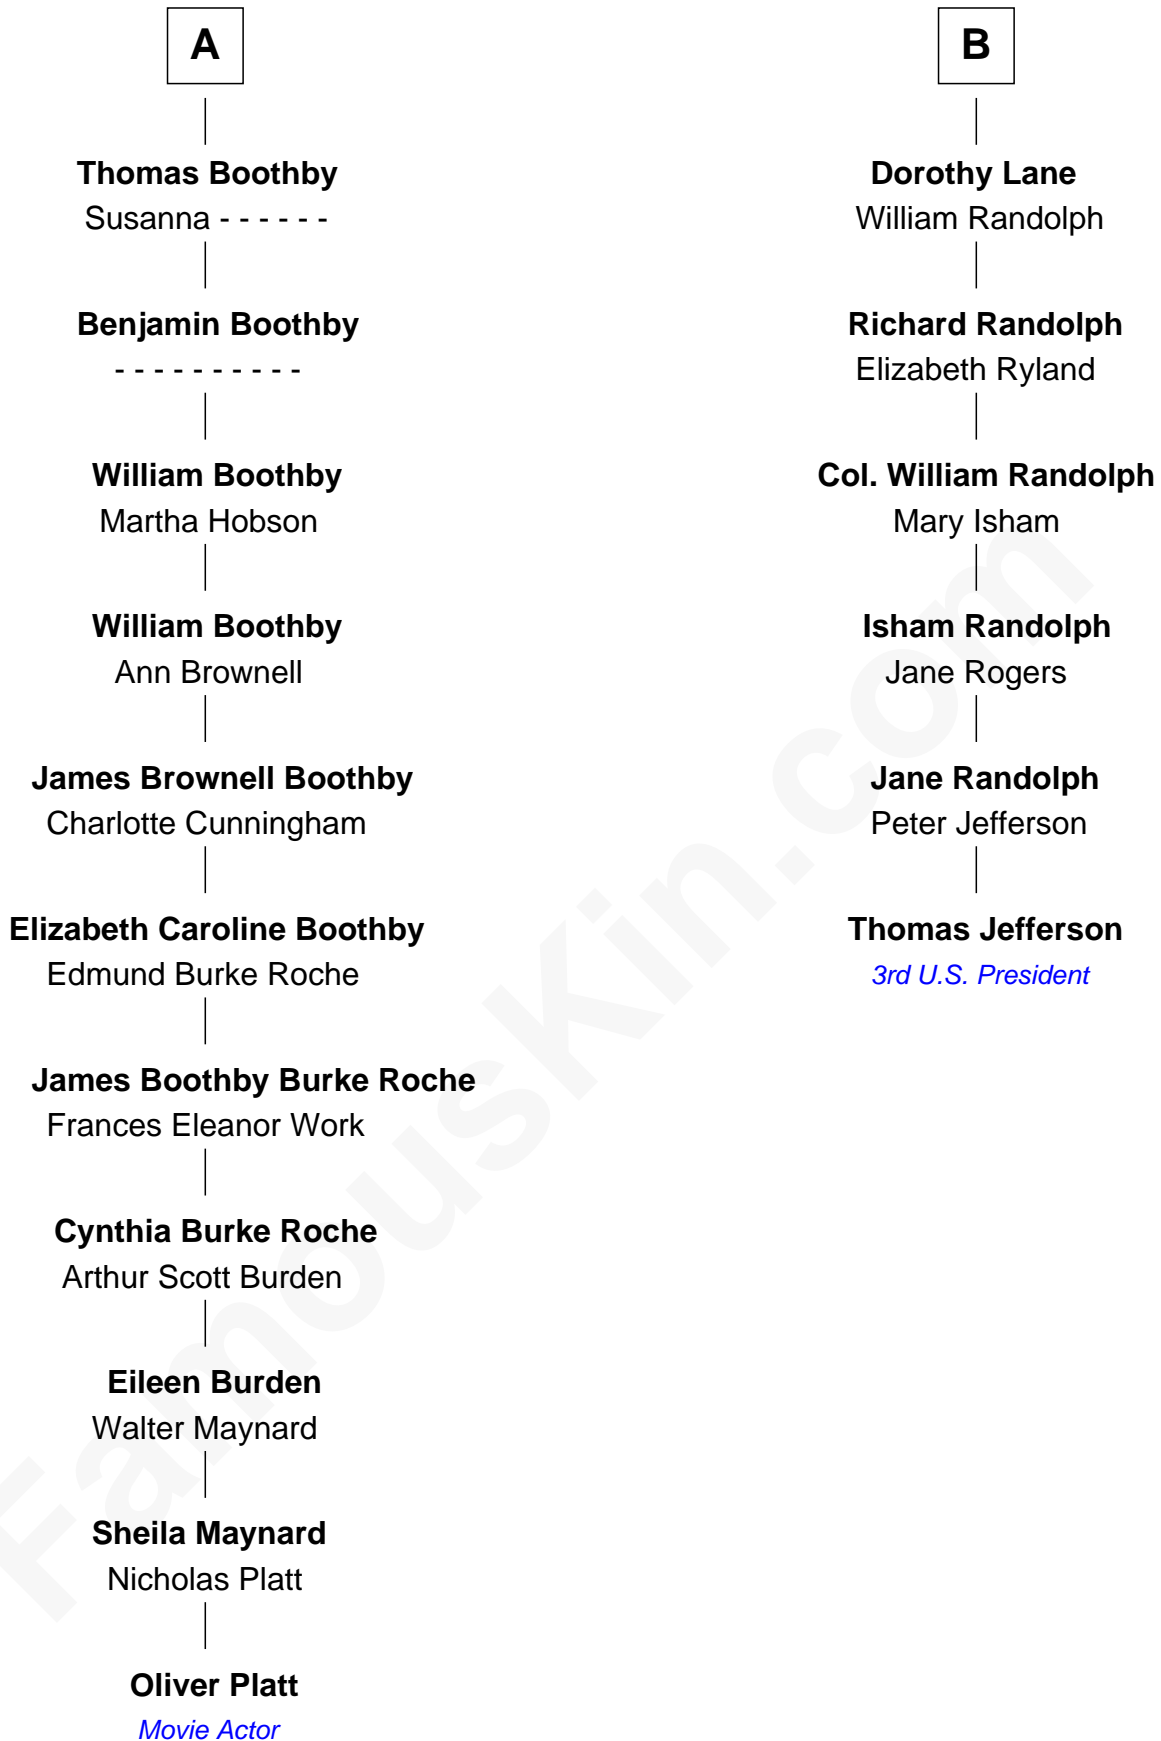 A
Thomas Boothby
Susanna - - - - - -
Benjamin Boothby
- - - - - - - - - -
William Boothby
Martha Hobson
William Boothby
Ann Brownell
James Brownell Boothby
Charlotte Cunningham
Elizabeth Caroline Boothby
Edmund Burke Roche
James Boothby Burke Roche
Frances Eleanor Work
Cynthia Burke Roche
Arthur Scott Burden
Eileen Burden
Walter Maynard
Sheila Maynard
Nicholas Platt
Oliver Platt
Movie Actor
B
Dorothy Lane
William Randolph
Richard Randolph
Elizabeth Ryland
Col. William Randolph
Mary Isham
Isham Randolph
Jane Rogers
Jane Randolph
Peter Jefferson
Thomas Jefferson
3rd U.S. President
FamousKin.com